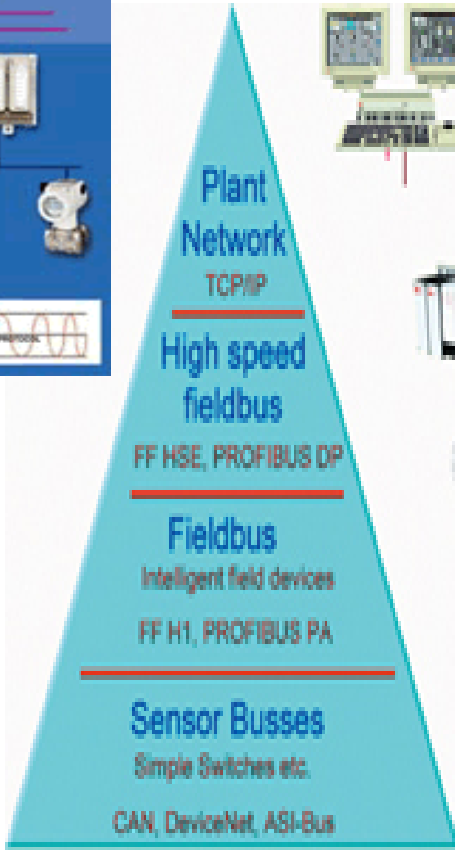 Plant
Network
TCP/IP
High speed
fieldbus
FF HSE, PROFIBUS DP
Fieldbus
Intelligent field devices
FF H1, PROFIBUS PA
Sensor Busses
Simple Switches etc.
CAN, DeviceNet, ASI-Bus
PROTOCOL